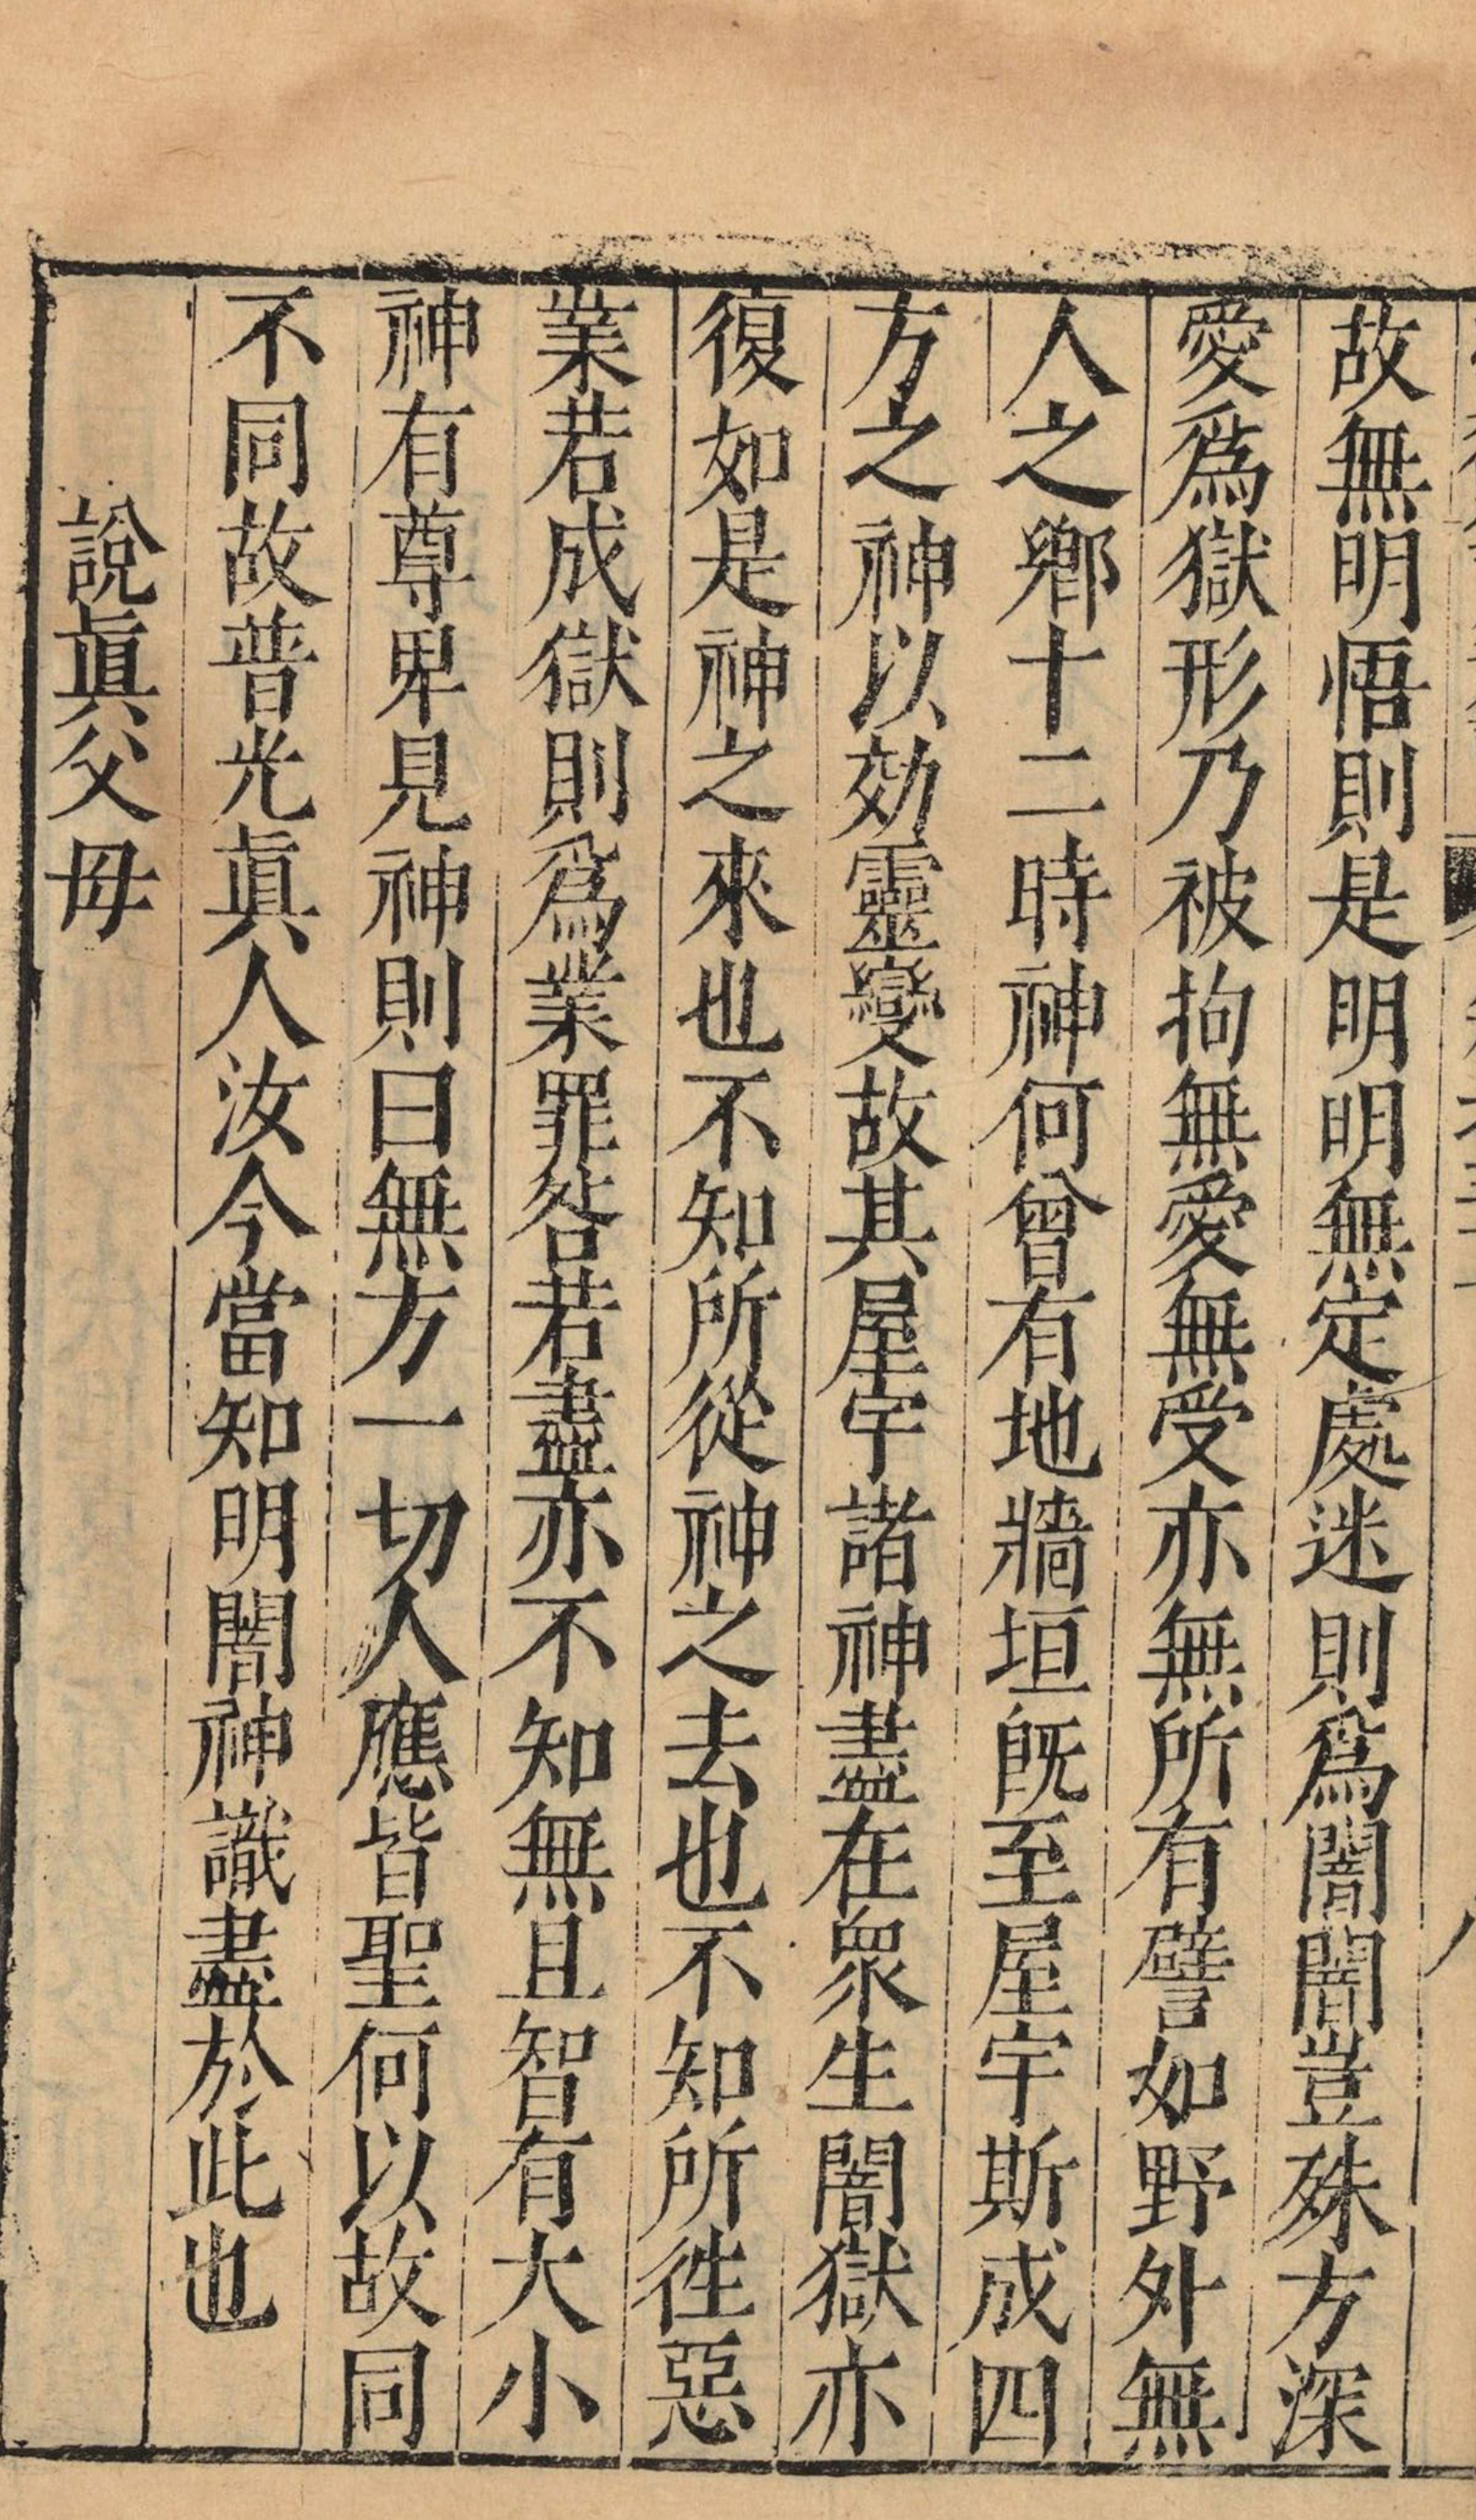 故無明悟則是明明無定處迷則爲闇闇豈殊方深
愛爲獄形乃被拘無愛無受亦無所有譬如野外無
人之鄉十二時神何曾有地牆垣旣至屋宇斯成四
方之神以効靈變故其屋宇諸神盡在衆生闇獄亦
復如是神之來也不知所從神之去也不知所徃惡
業若成獄則爲業罪咎若盡亦不知無且智有大小
神有尊卑見神則曰無方一切人應皆聖何以故同
不同故普光眞人汝今當知明闇神識盡於此也
說眞父母